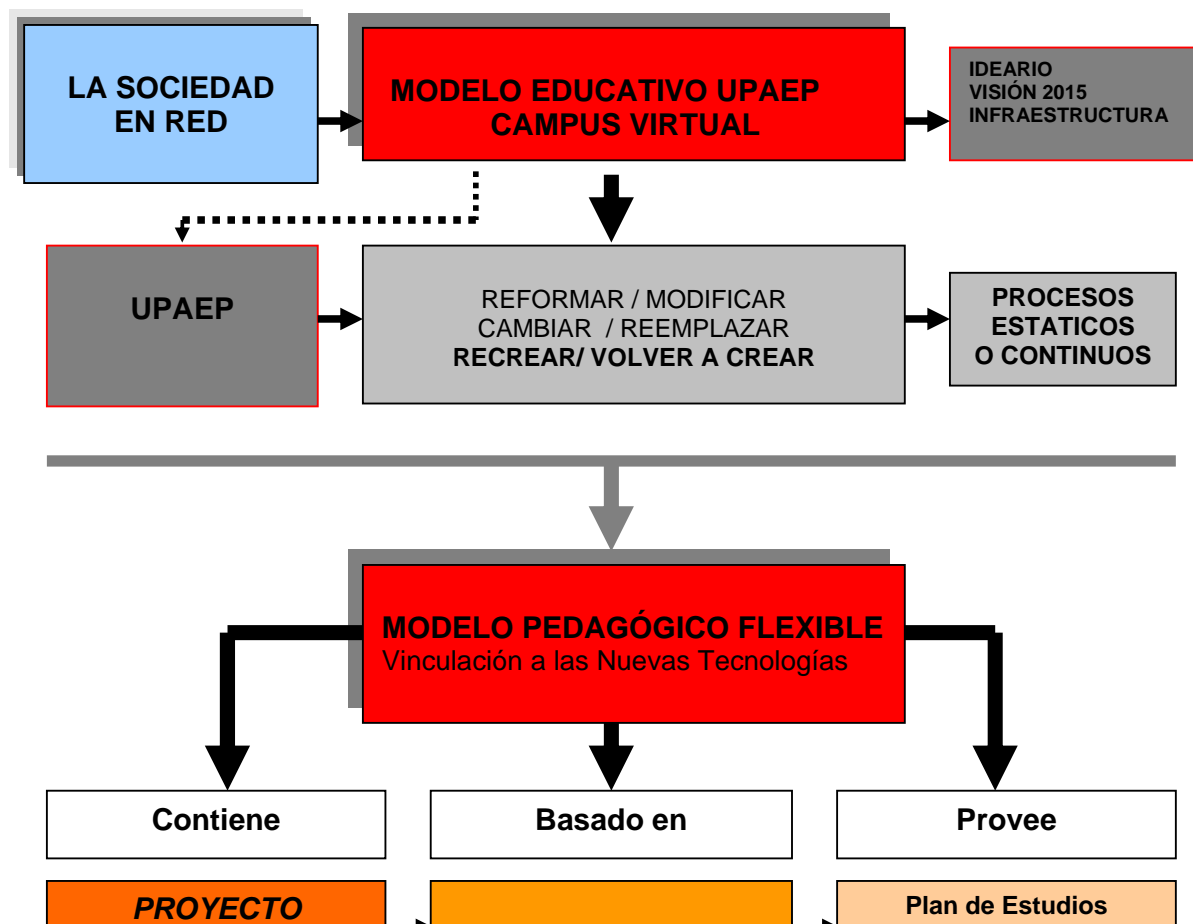 LA SOCIEDAD
EN RED
MODELO EDUCATIVO UPAEP
CAMPUS VIRTUAL
IDEARIO
VISIÓN 2015
INFRAESTRUCTURA
UPAEP
REFORMAR / MODIFICAR
CAMBIAR / REEMPLAZAR
RECREAR/ VOLVER A CREAR
PROCESOS
ESTATICOS
O CONTINUOS
MODELO PEDAGÓGICO FLEXIBLE
Vinculación a las Nuevas Tecnologías
Contiene
Basado en
Provee
PROYECTO
Plan de Estudios